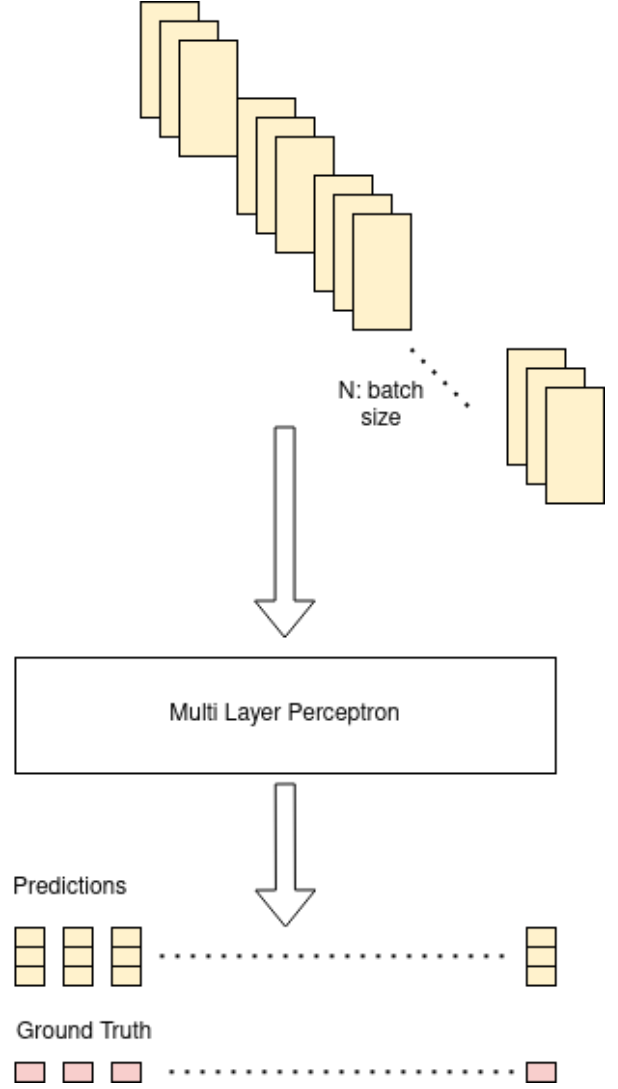 N: batch
size
Multi Layer Perceptron
Predictions
Ground Truth